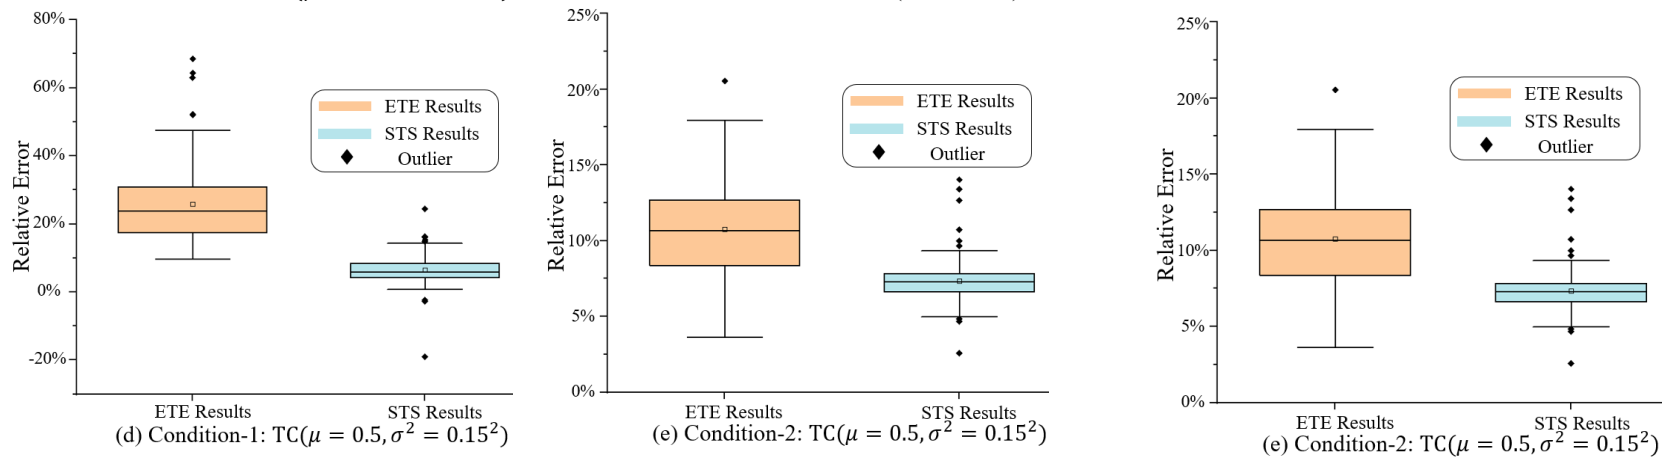 80%
60%
40%
20%
0%
-20%
Relative Error
ETE Results
STS Results
Outlier
ETE Results
STS Results
(d) Condition-1: TC(μ = 0.5, σ² = 0.15²)
25%
20%
15%
10%
5%
0%
Relative Error
ETE Results
STS Results
Outlier
ETE Results
STS Results
(e) Condition-2: TC(μ = 0.5, σ² = 0.15²)
25%
20%
15%
10%
5%
0%
Relative Error
ETE Results
STS Results
Outlier
ETE Results
STS Results
(e) Condition-2: TC(μ = 0.5, σ² = 0.15²)